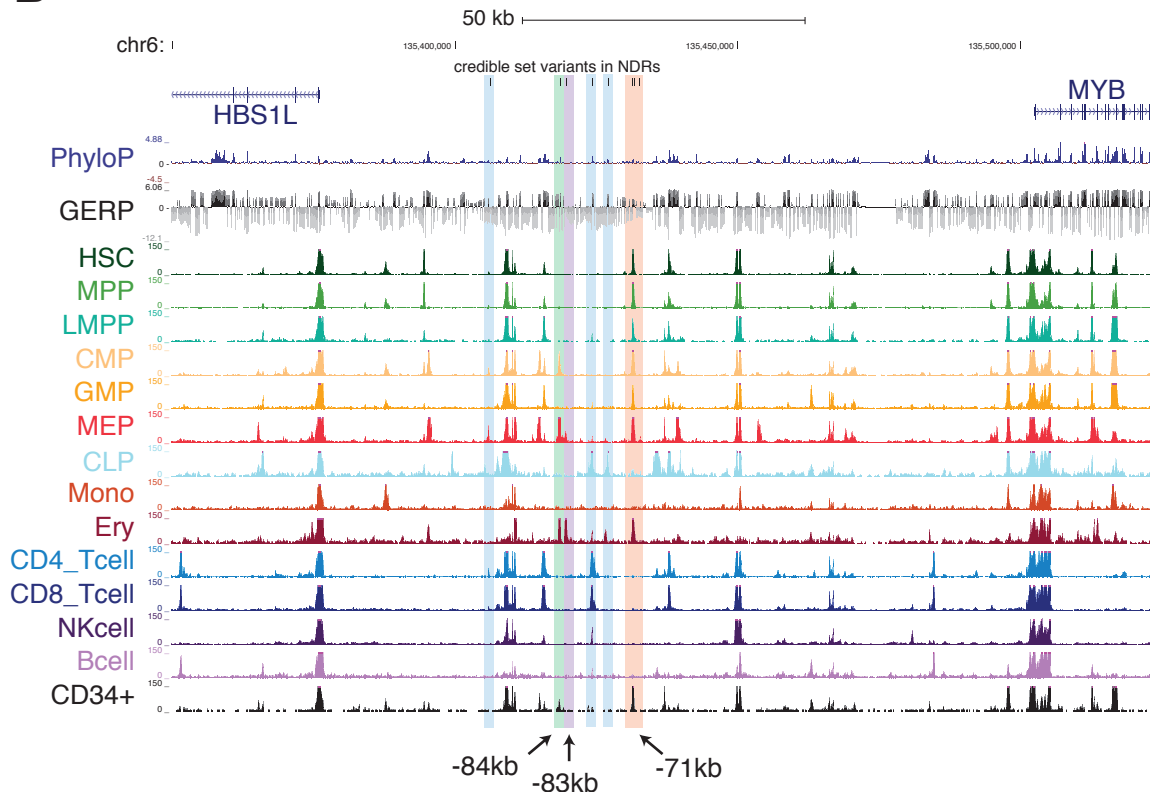 50 kb
chr6:
135,400,000
135,450,000
135,500,000
credible set variants in NDRs
HBS1L
MYB
4.88 _
PhyloP
0 -
-4.5 _
6.06 _
GERP
0 -
-12.1 _
150 _
HSC
0 _
150 _
MPP
0 _
150 _
LMPP
0 _
150 _
CMP
0 _
150 _
GMP
0 _
150 _
MEP
0 _
150 _
CLP
0 _
150 _
Mono
0 _
150 _
Ery
0 _
150 _
CD4_Tcell
0 _
150 _
CD8_Tcell
0 _
150 _
NKcell
0 _
150 _
Bcell
0 _
150 _
CD34+
0 _
-84kb
-83kb
-71kb